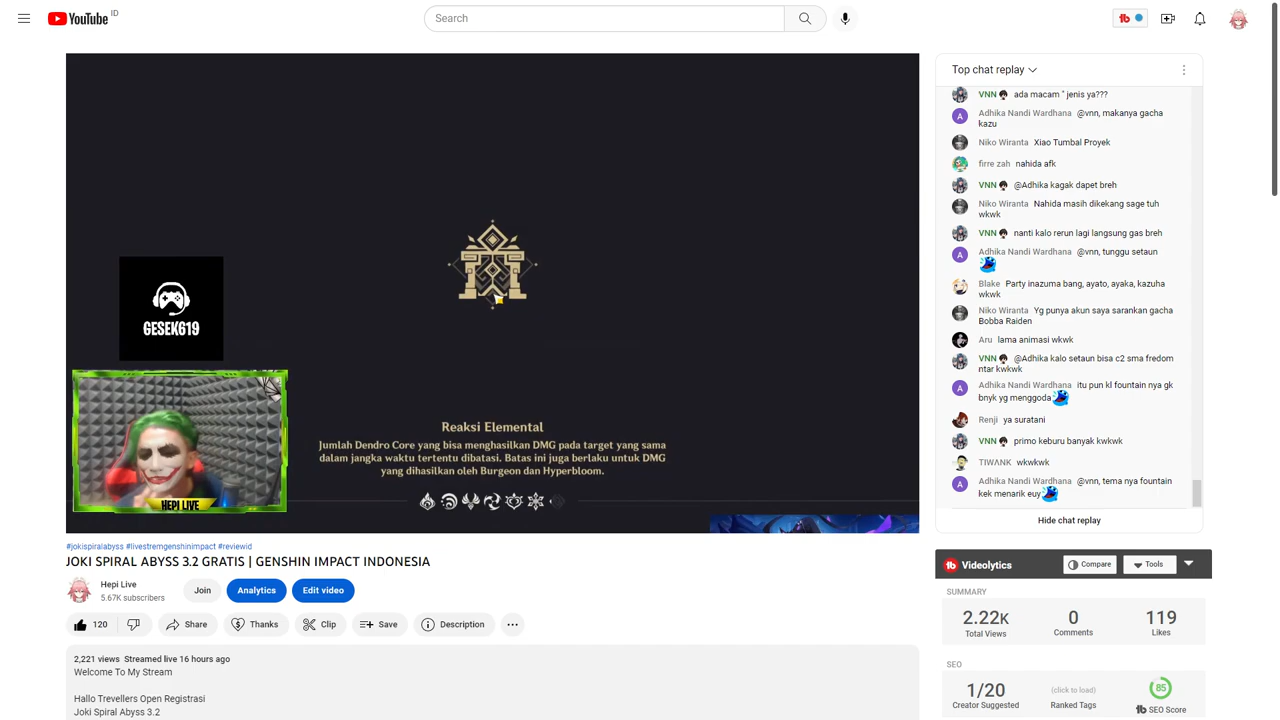 YouTube ID
Search
GESEK619
HEPI LIVE
Reaksi Elemental
Jumlah Dendro Core yang bisa menghasilkan DMG pada target yang sama
dalam jangka waktu tertentu dibatasi. Batas ini juga berlaku untuk DMG
yang dihasilkan oleh Burgeon dan Hyperbloom.
#jokispiralabyss #livestremgenshinimpact #reviewid
JOKI SPIRAL ABYSS 3.2 GRATIS | GENSHIN IMPACT INDONESIA
Hepi Live
5.67K subscribers
Join
Analytics
Edit video
120
Share
Thanks
Clip
Save
Description
2,221 views Streamed live 16 hours ago
Welcome To My Stream
Hallo Trevellers Open Registrasi
Joki Spiral Abyss 3.2
tb
Top chat replay
VNN ada macam " jenis ya???
Adhika Nandi Wardhana @vnn, makanya gacha
kazu
Niko Wiranta Xiao Tumbal Proyek
firre zah nahida afk
VNN @Adhika kagak dapet breh
Niko Wiranta Nahida masih dikekang sage tuh
wkwk
VNN nanti kalo rerun lagi langsung gas breh
Adhika Nandi Wardhana @vnn, tunggu setaun
Blake Party inazuma bang, ayato, ayaka, kazuha
wkwk
Niko Wiranta Yg punya akun saya sarankan gacha
Bobba Raiden
Aru lama animasi wkwk
VNN @Adhika kalo setaun bisa c2 sma fredom
ntar kwkwk
Adhika Nandi Wardhana itu pun kl fountain nya gk
bnyk yg menggoda
Renji ya suratani
VNN primo keburu banyak kwkwk
TIWΛNK wkwkwk
Adhika Nandi Wardhana @vnn, tema nya fountain
kek menarik euy
Hide chat replay
tb Videolytics
Compare
Tools
SUMMARY
2.22K
Total Views
0
Comments
119
Likes
SEO
1/20
Creator Suggested
(click to load)
Ranked Tags
85
tb SEO Score